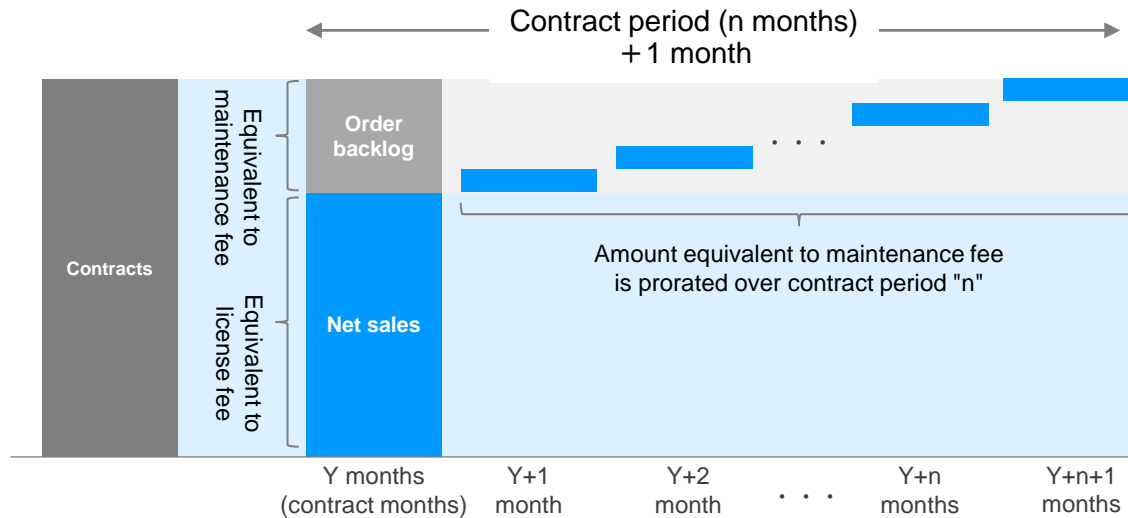 Contract period (n months)
＋1 month
Contracts
Equivalent to
maintenance fee
Equivalent to
license fee
Order
backlog
Net sales
. . .
Amount equivalent to maintenance fee
is prorated over contract period "n"
Y months
(contract months)
Y+1
month
Y+2
month
. . .
Y+n
months
Y+n+1
months